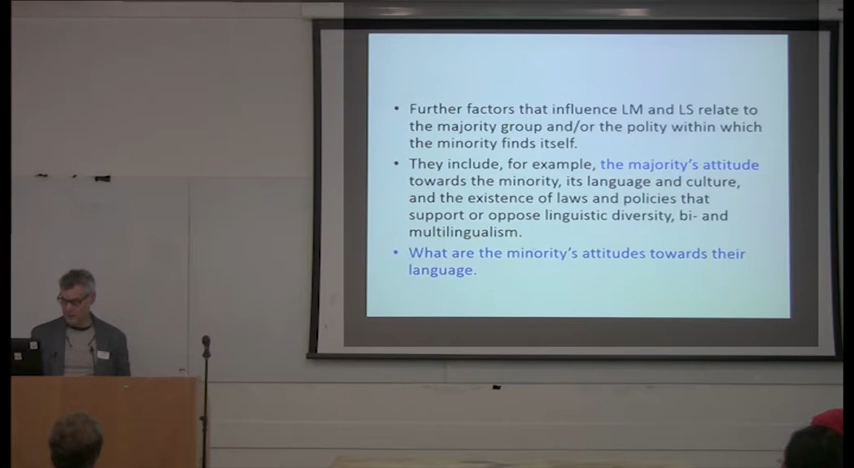 • Further factors that influence LM and LS relate to
the majority group and/or the polity within which
the minority finds itself.
• They include, for example, the majority's attitude
towards the minority, its language and culture,
and the existence of laws and policies that
support or oppose linguistic diversity, bi- and
multilingualism.
• What are the minority's attitudes towards their
language.